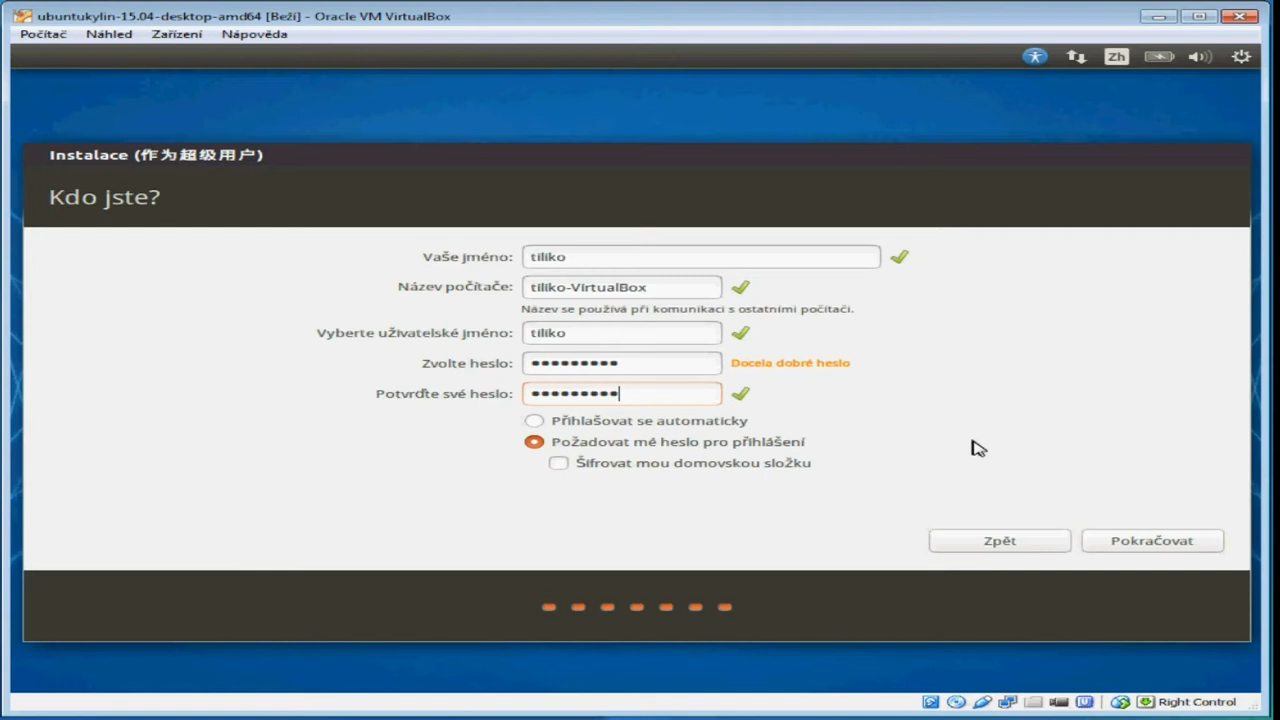 ubuntukylin-15.04-desktop-amd64 [Beží] - Oracle VM VirtualBox
Počítač Náhled Zařízení Nápověda
Zh
Instalace (作为超级用户)
Kdo jste?
Vaše jméno: tiliko
Název počítače: tiliko-VirtualBox
Název se používá při komunikaci s ostatními počítači.
Vyberte uživatelské jméno: tiliko
Zvolte heslo: ●●●●●●●●● Docela dobré heslo
Potvrďte své heslo: ●●●●●●●●●
Přihlašovat se automaticky
Požadovat mé heslo pro přihlášení
Šifrovat mou domovskou složku
Zpět Pokračovat
Right Control